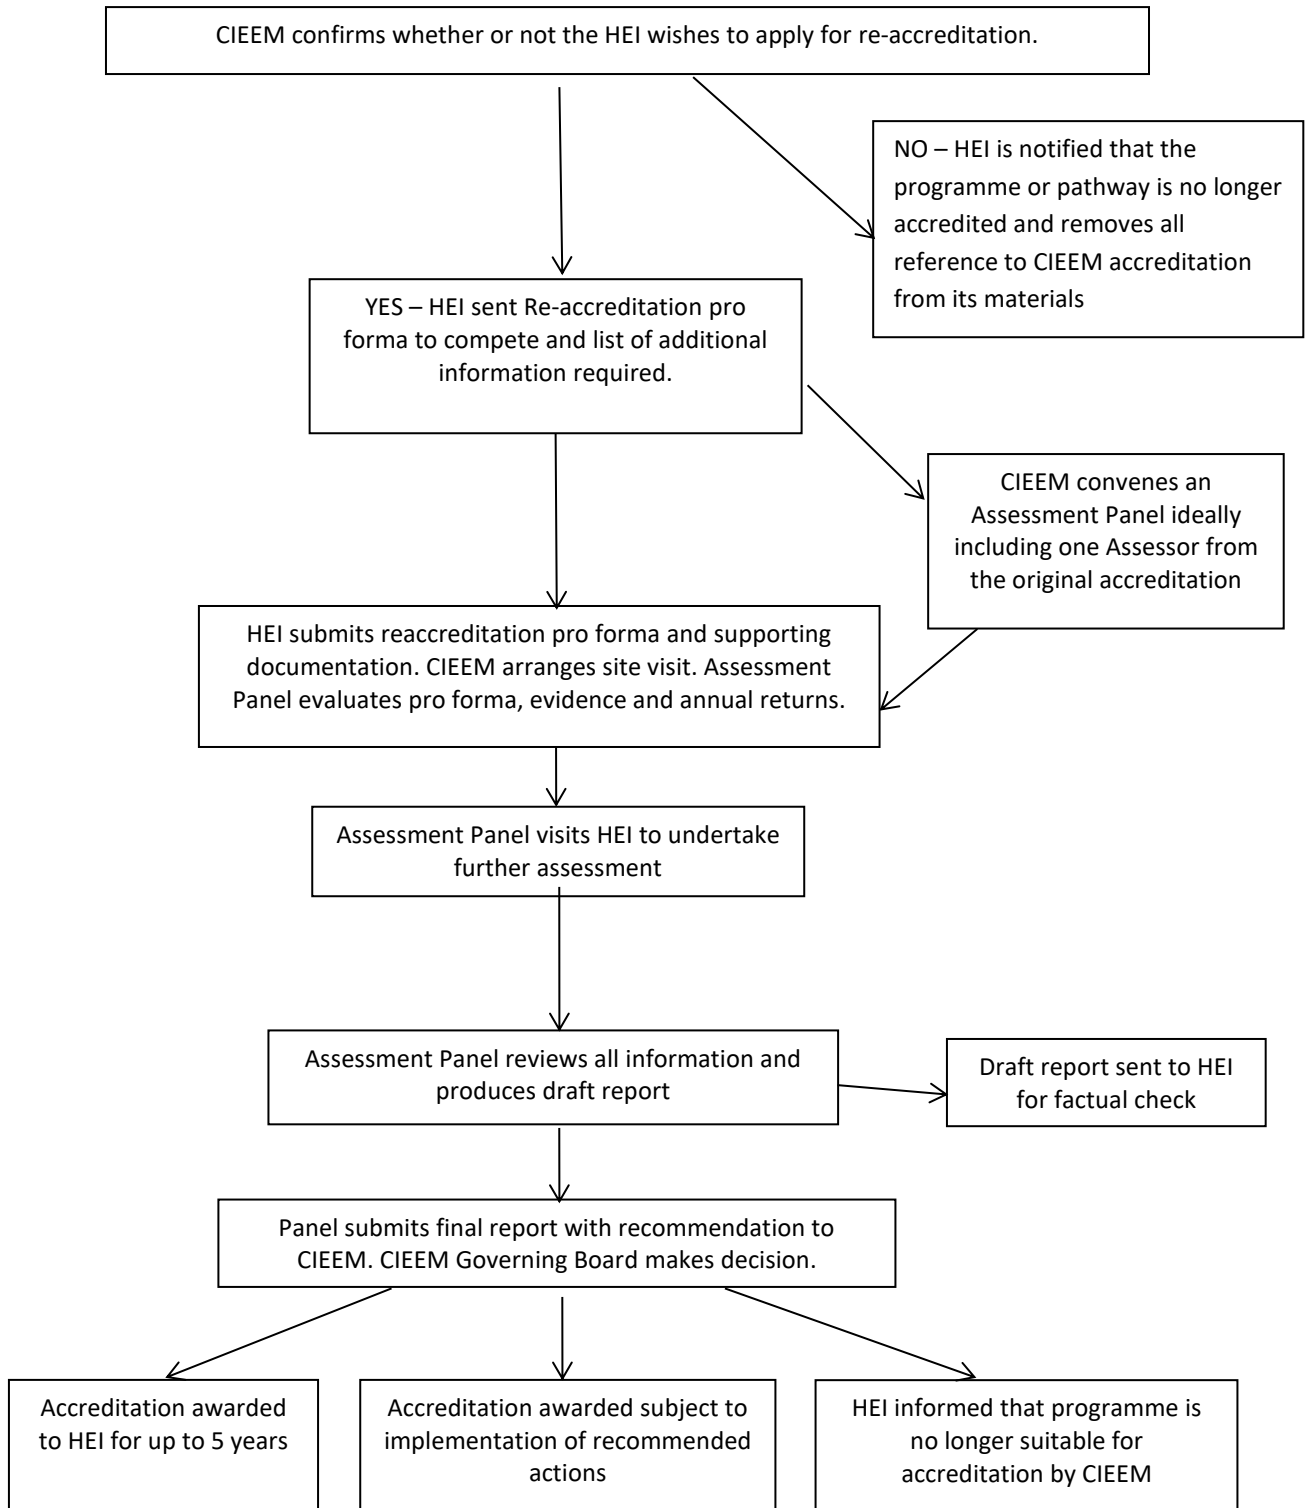 CIEEM confirms whether or not the HEI wishes to apply for re-accreditation.
NO – HEI is notified that the
programme or pathway is no longer
accredited and removes all
reference to CIEEM accreditation
from its materials
YES – HEI sent Re-accreditation pro
forma to compete and list of additional
information required.
CIEEM convenes an
Assessment Panel ideally
including one Assessor from
the original accreditation
HEI submits reaccreditation pro forma and supporting
documentation. CIEEM arranges site visit. Assessment
Panel evaluates pro forma, evidence and annual returns.
Assessment Panel visits HEI to undertake
further assessment
Assessment Panel reviews all information and
produces draft report
Draft report sent to HEI
for factual check
Panel submits final report with recommendation to
CIEEM. CIEEM Governing Board makes decision.
Accreditation awarded
to HEI for up to 5 years
Accreditation awarded subject to
implementation of recommended
actions
HEI informed that programme is
no longer suitable for
accreditation by CIEEM